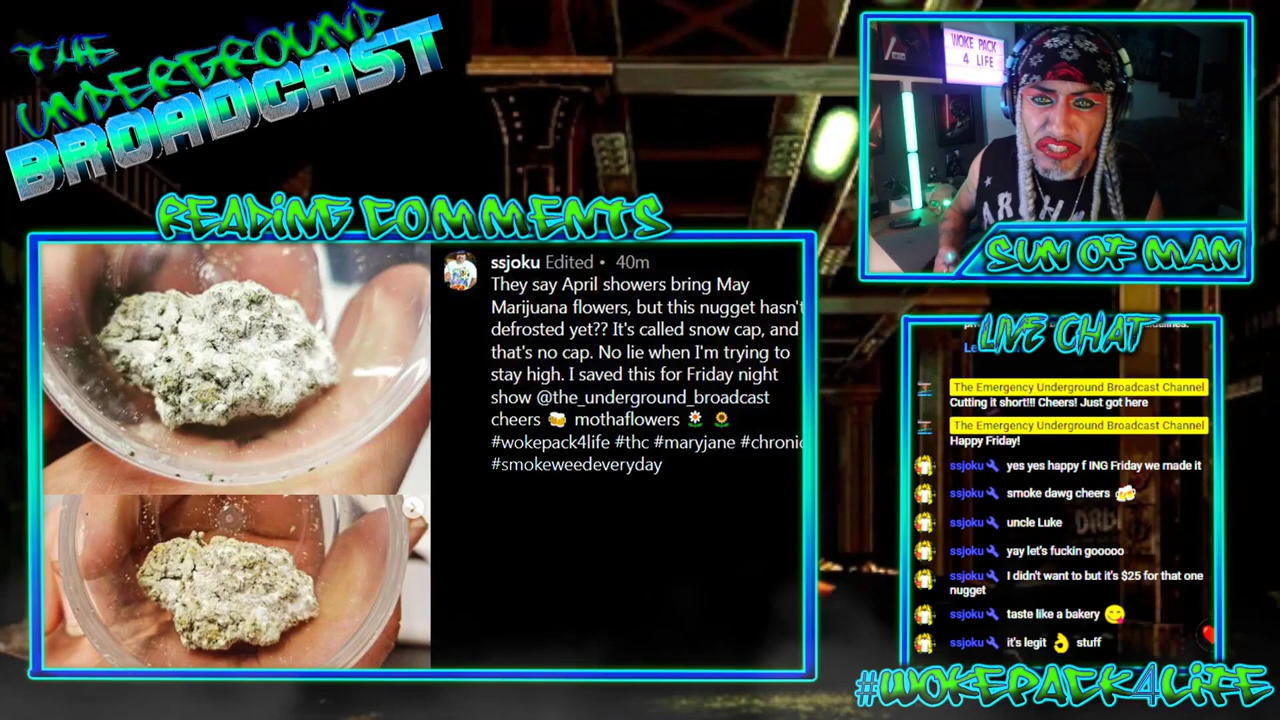 THE
UNDERGROUND
BROADCAST
READING COMMENTS
ssjoku Edited • 40m
They say April showers bring May
Marijuana flowers, but this nugget hasn't
defrosted yet?? It's called snow cap, and
that's no cap. No lie when I'm trying to
stay high. I saved this for Friday night
show @the_underground_broadcast
cheers 🍻 mothaflowers 🌼 🌻
#wokepack4life #thc #maryjane #chronic
#smokeweedeveryday
WOKE PACK
4 LIFE
SUN OF MAN
LIVE CHAT
The Emergency Underground Broadcast Channel
Cutting it short!!! Cheers! Just got here
The Emergency Underground Broadcast Channel
Happy Friday!
ssjoku yes yes happy f ING Friday we made it
ssjoku smoke dawg cheers 🍻
ssjoku uncle Luke
ssjoku yay let's fuckin gooooo
ssjoku I didn't want to but it's $25 for that one
nugget
ssjoku taste like a bakery 😋
ssjoku it's legit 👌 stuff
#WOKEPACK4LIFE